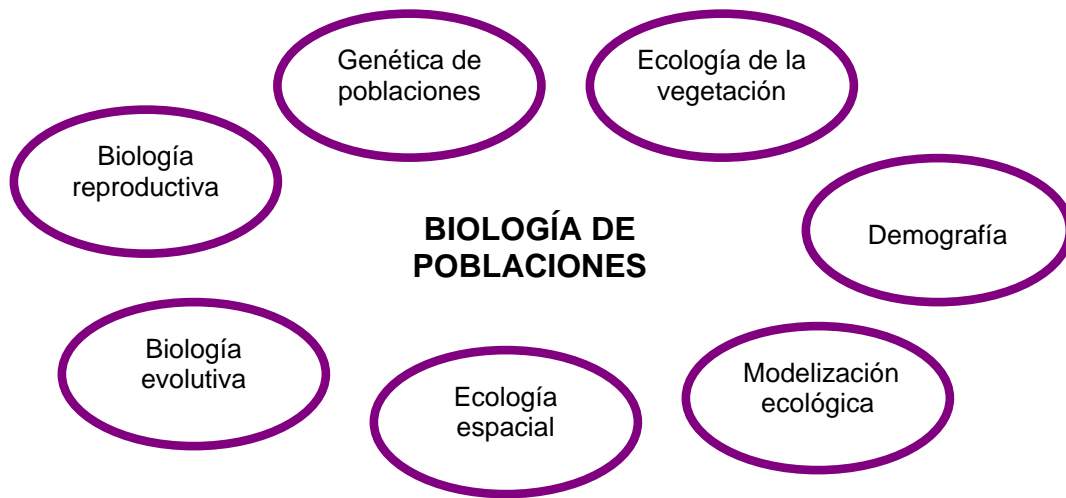 Genética de
poblaciones
Ecología de la
vegetación
Biología
reproductiva
BIOLOGÍA DE
POBLACIONES
Demografía
Biología
evolutiva
Ecología
espacial
Modelización
ecológica